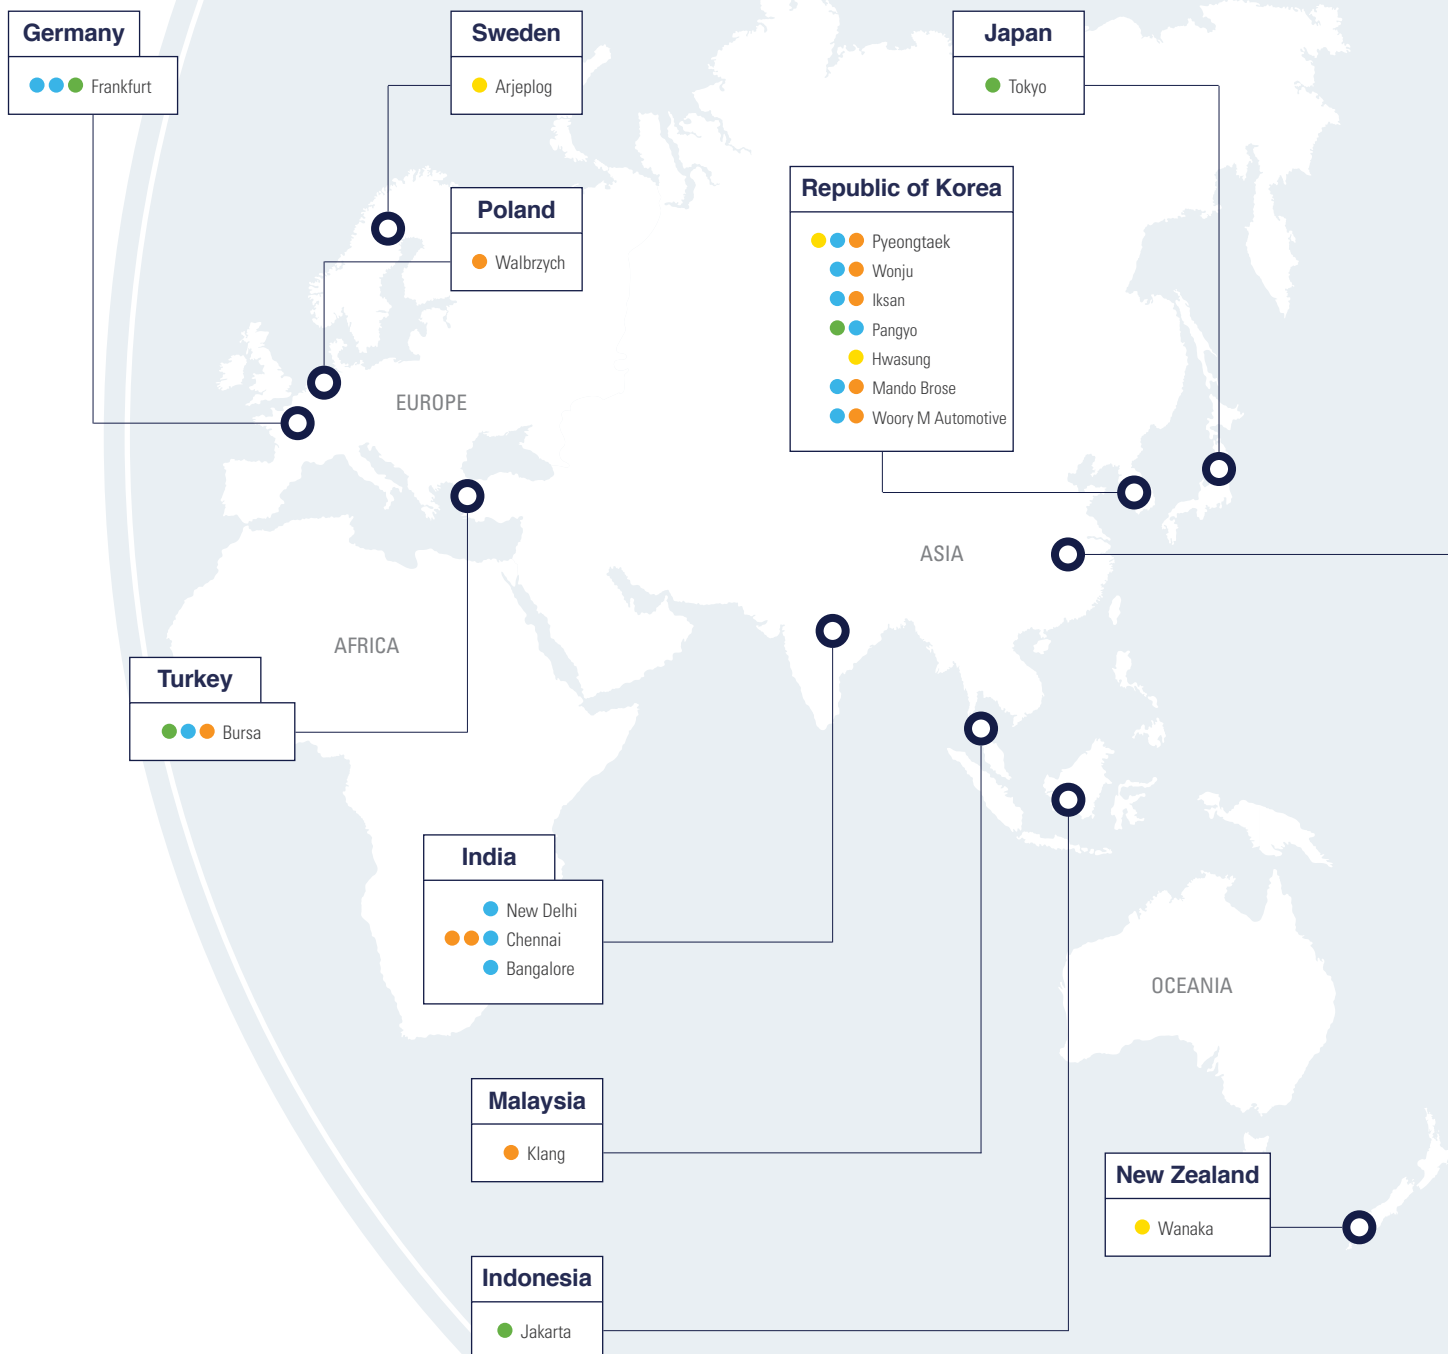 Germany
Frankfurt
Sweden
Arjeplog
Japan
Tokyo
Poland
Walbrzych
Republic of Korea
Pyeongtaek
Wonju
Iksan
Pangyo
Hwasung
Mando Brose
Woory M Automotive
EUROPE
ASIA
AFRICA
Turkey
Bursa
India
New Delhi
Chennai
Bangalore
OCEANIA
Malaysia
Klang
New Zealand
Wanaka
Indonesia
Jakarta